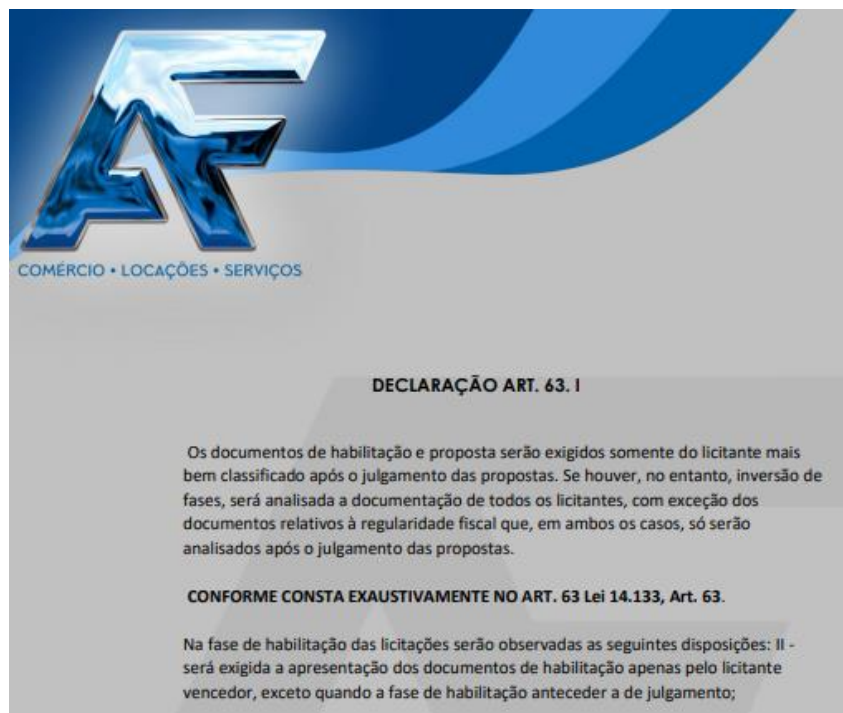 AF
COMÉRCIO • LOCAÇÕES • SERVIÇOS
DECLARAÇÃO ART. 63. I
Os documentos de habilitação e proposta serão exigidos somente do licitante mais
bem classificado após o julgamento das propostas. Se houver, no entanto, inversão de
fases, será analisada a documentação de todos os licitantes, com exceção dos
documentos relativos à regularidade fiscal que, em ambos os casos, só serão
analisados após o julgamento das propostas.
CONFORME CONSTA EXAUSTIVAMENTE NO ART. 63 Lei 14.133, Art. 63.
Na fase de habilitação das licitações serão observadas as seguintes disposições: II -
será exigida a apresentação dos documentos de habilitação apenas pelo licitante
vencedor, exceto quando a fase de habilitação anteceder a de julgamento;